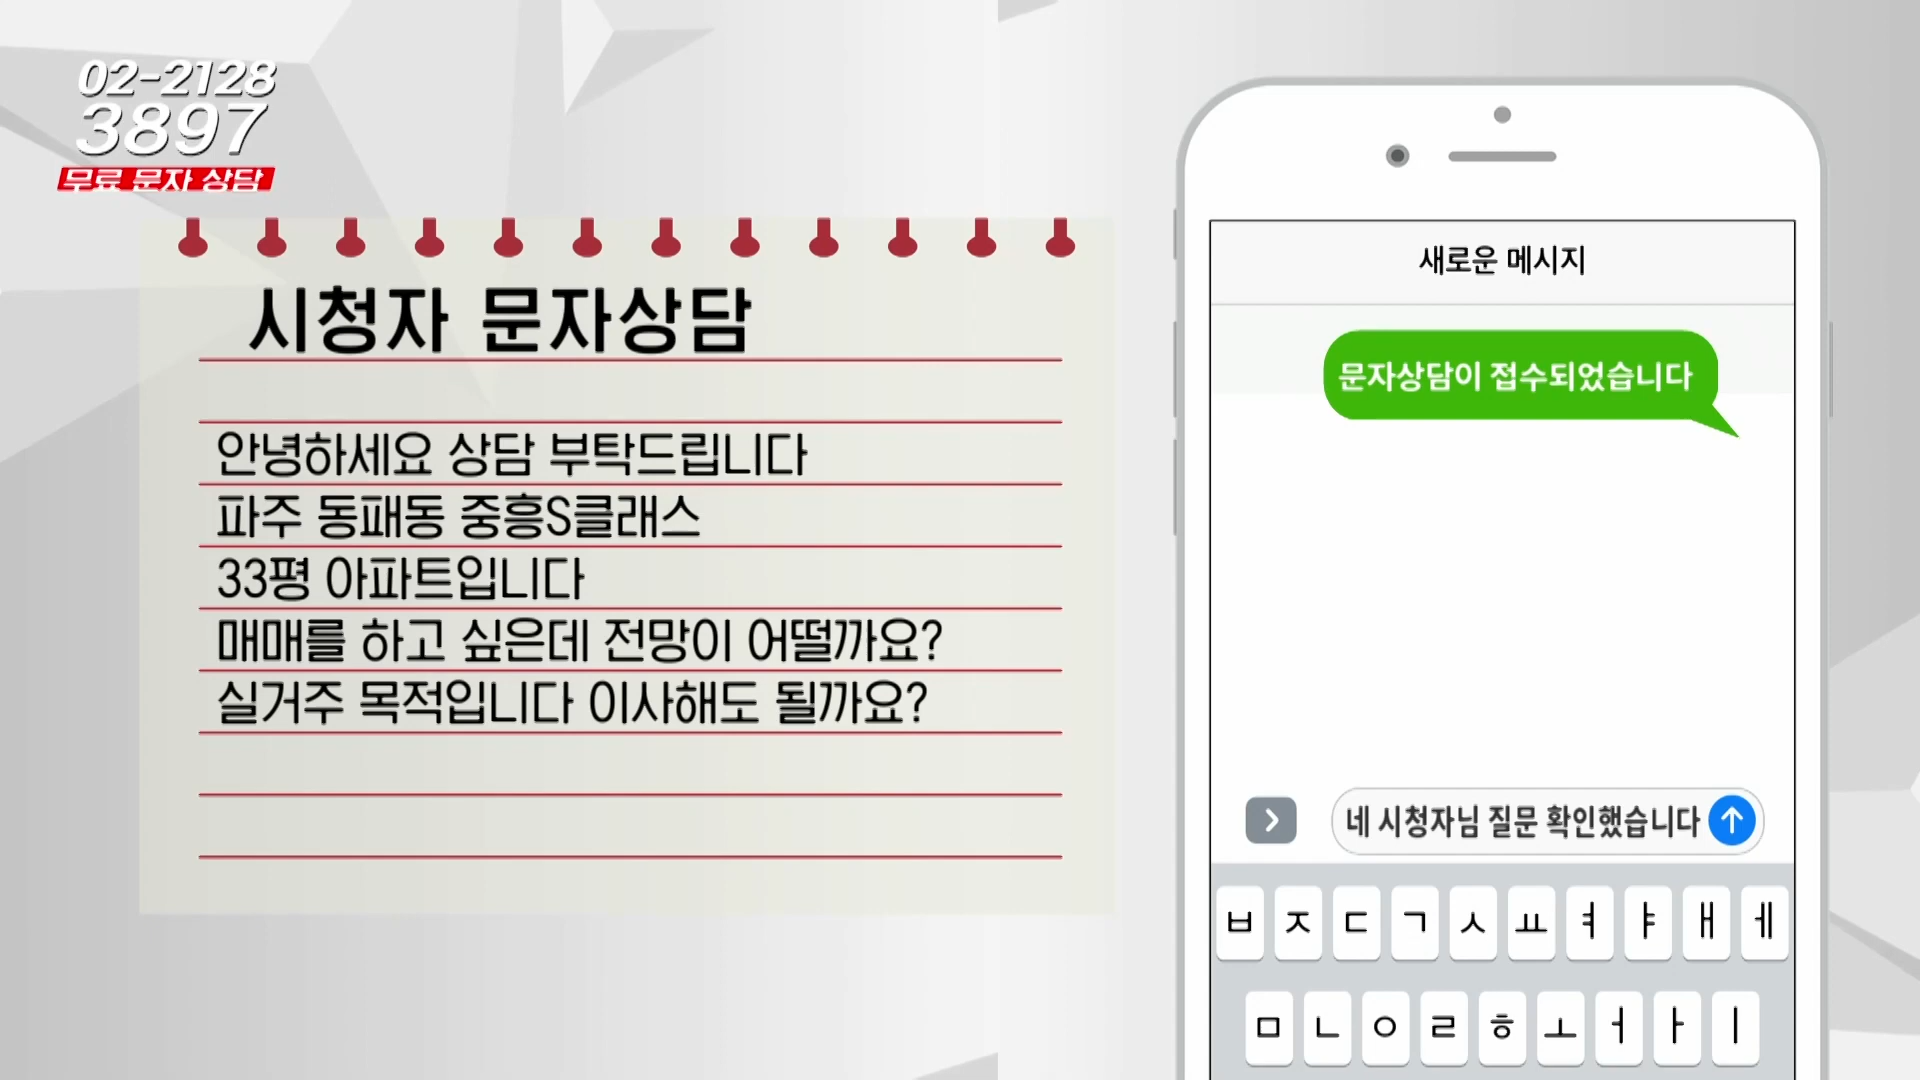 02-2128
3897
무료 문자 상담
시청자 문자상담
안녕하세요 상담 부탁드립니다
파주 동패동 중흥S클래스
33평 아파트입니다
매매를 하고 싶은데 전망이 어떨까요?
실거주 목적입니다 이사해도 될까요?
새로운 메시지
문자상담이 접수되었습니다
네 시청자님 질문 확인했습니다
ㅂ ㅈ ㄷ ㄱ ㅅ ㅛ ㅕ ㅑ ㅐ ㅔ
ㅁ ㄴ ㅇ ㄹ ㅎ ㅗ ㅓ ㅏ ㅣ